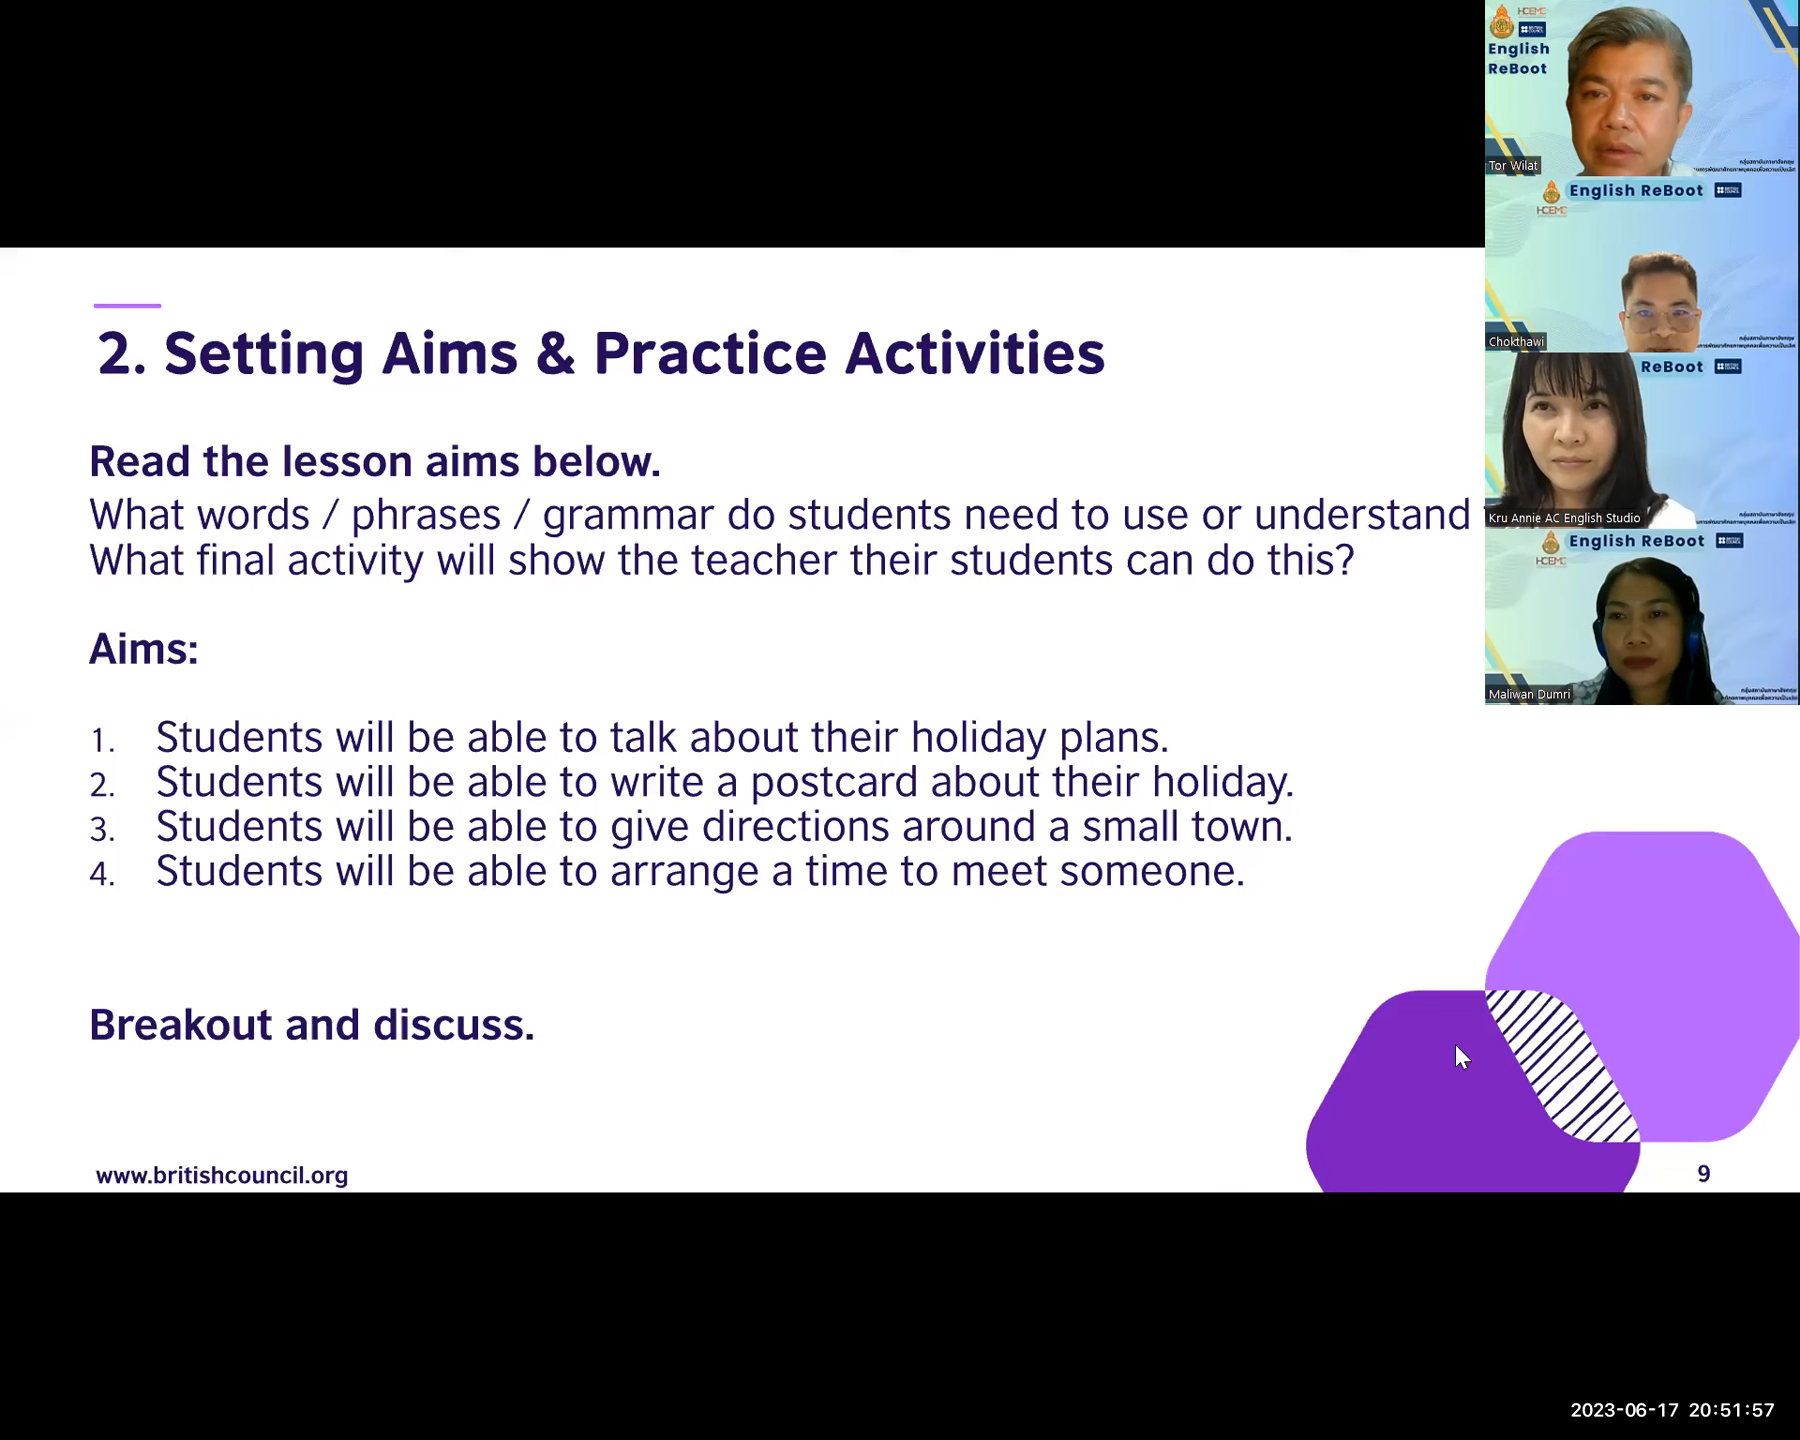 2. Setting Aims & Practice Activities
Read the lesson aims below.
What words / phrases / grammar do students need to use or understand
What final activity will show the teacher their students can do this?
Aims:
1. Students will be able to talk about their holiday plans.
2. Students will be able to write a postcard about their holiday.
3. Students will be able to give directions around a small town.
4. Students will be able to arrange a time to meet someone.
Breakout and discuss.
www.britishcouncil.org
9
HCEMC
BRITISH COUNCIL
English
ReBoot
Tor Wilat
English ReBoot
HCEMC
Chokthawi
ReBoot
Kru Annie AC English Studio
English ReBoot
HCEMC
Maliwan Dumri
2023-06-17 20:51:57